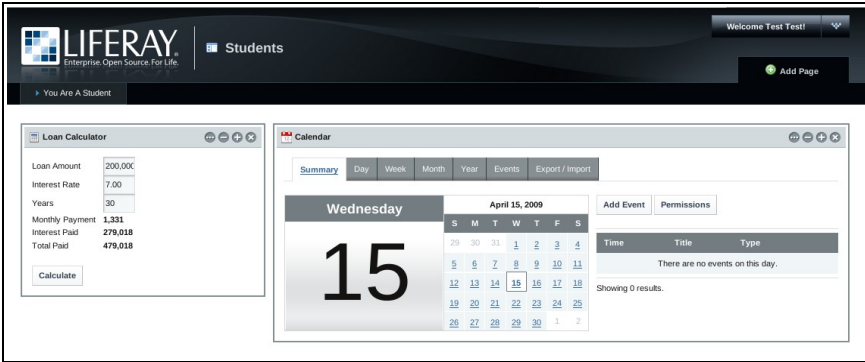 Welcome Test Test!
LIFERAY.
Enterprise. Open Source. For Life.
Students
Add Page
You Are A Student
Loan Calculator
Loan Amount 200,000
Interest Rate 7.00
Years 30
Monthly Payment 1,331
Interest Paid 279,018
Total Paid 479,018
Calculate
Calendar
Summary Day Week Month Year Events Export / Import
Wednesday
15
April 15, 2009
S M T W T F S
29 30 31 1 2 3 4
5 6 7 8 9 10 11
12 13 14 15 16 17 18
19 20 21 22 23 24 25
26 27 28 29 30 1 2
Add Event Permissions
Time Title Type
There are no events on this day.
Showing 0 results.